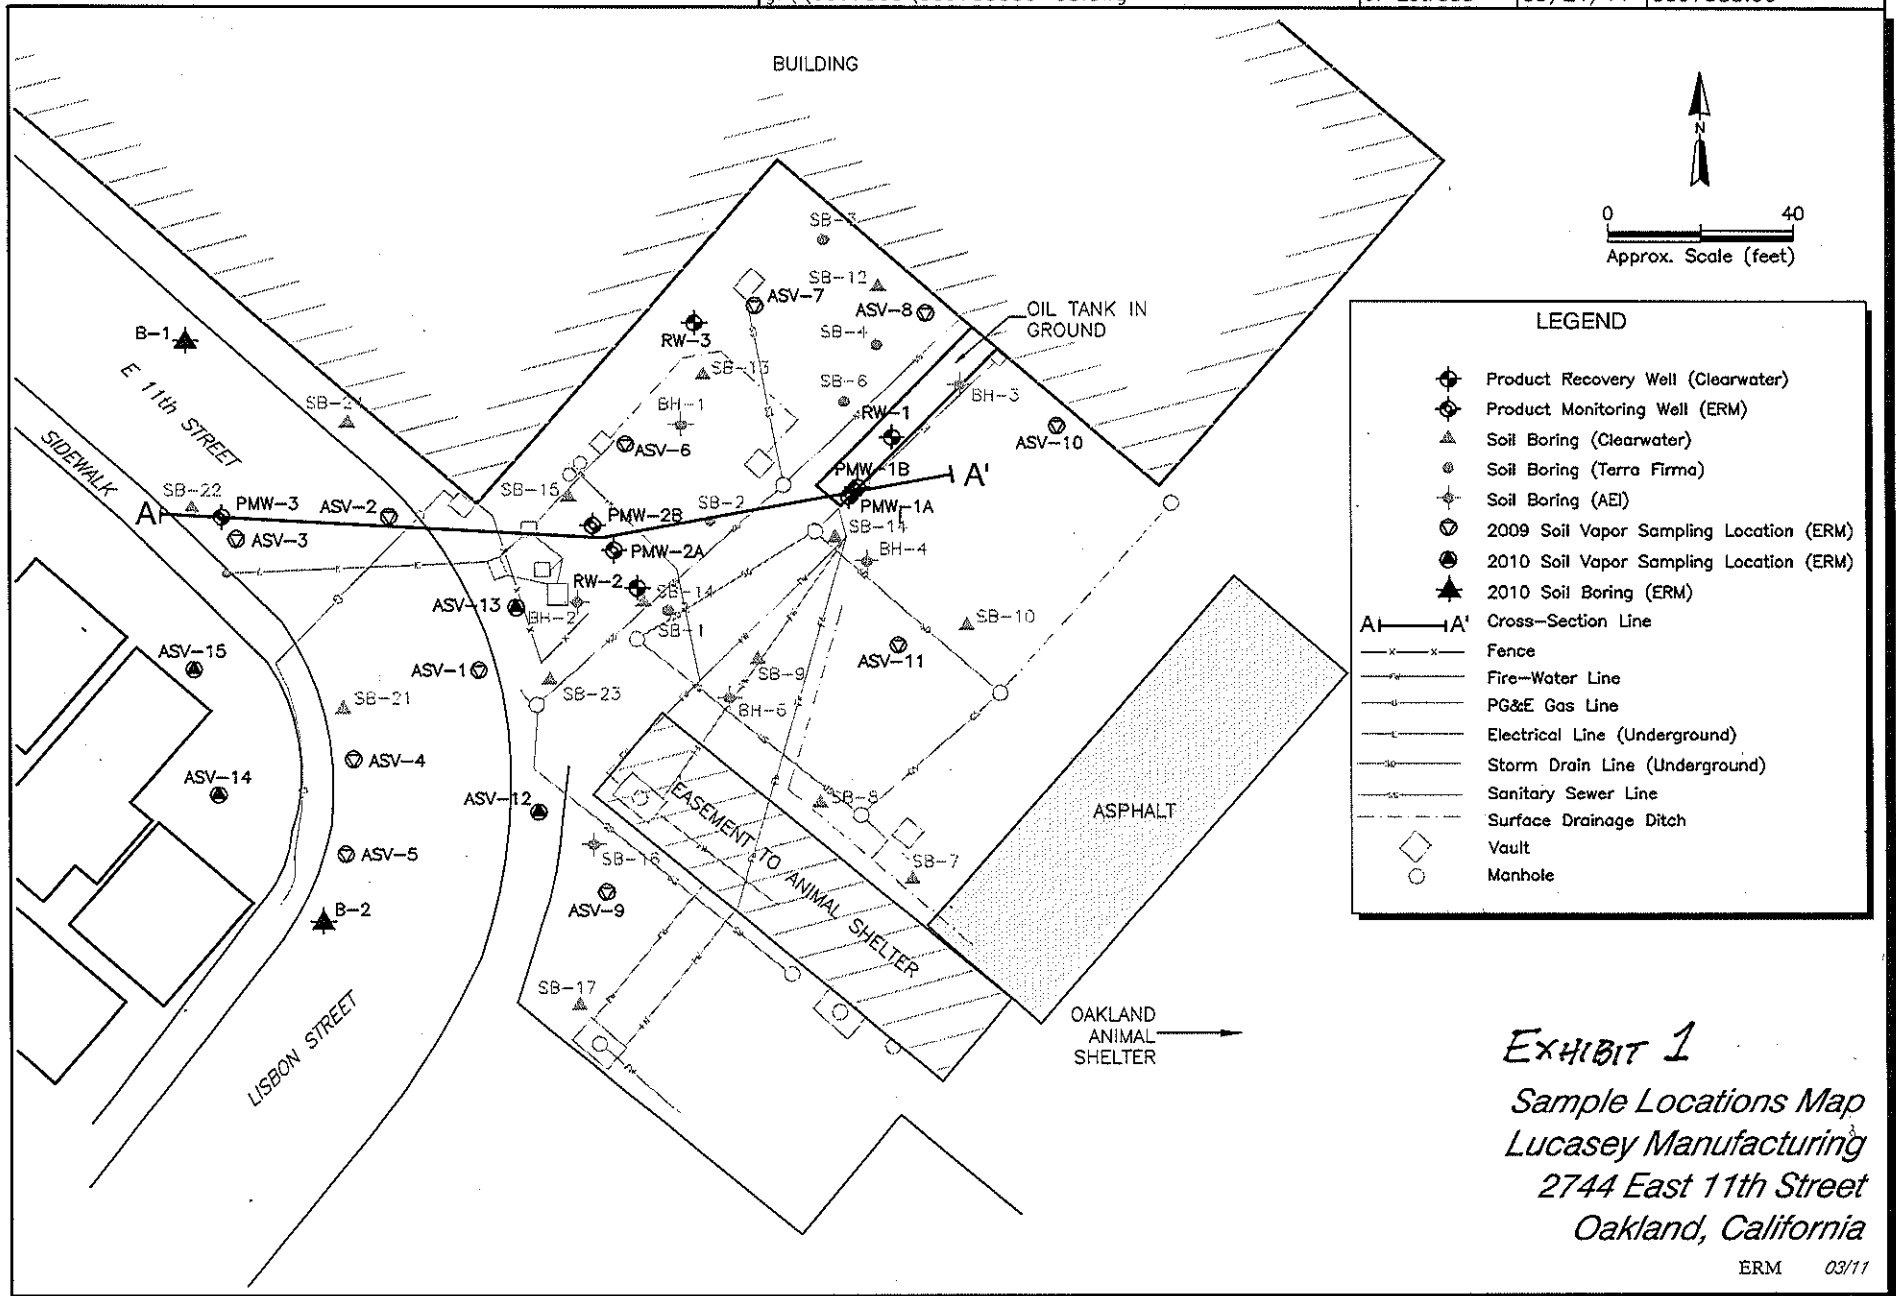 BUILDING
N
0 40
Approx. Scale (feet)
SB-12
ASV-7
ASV-8
OIL TANK IN
GROUND
B-1
RW-3
SB-4
SB-13
SB-6
BH-3
E 11th STREET
BH-1
RW-1
ASV-10
ASV-6
SIDEWALK
PMW-1B
A'
SB-22
PMW-3
ASV-2
SB-15
SB-2
PMW-1A
A
PMW-2B
SB-14
ASV-3
PMW-2A
BH-4
RW-2
SB-14
ASV-13
BH-2
SB-1
SB-10
ASV-15
ASV-1
ASV-11
SB-9
SB-23
SB-21
BH-5
ASV-4
ASV-14
ASV-12
SB-8
EASEMENT TO ANIMAL SHELTER
ASPHALT
ASV-5
SB-16
SB-7
B-2
ASV-9
SB-17
LISBON STREET
OAKLAND
ANIMAL
SHELTER
LEGEND
Product Recovery Well (Clearwater)
Product Monitoring Well (ERM)
Soil Boring (Clearwater)
Soil Boring (Terra Firma)
Soil Boring (AEI)
2009 Soil Vapor Sampling Location (ERM)
2010 Soil Vapor Sampling Location (ERM)
2010 Soil Boring (ERM)
A A' Cross-Section Line
Fence
Fire-Water Line
PG&E Gas Line
Electrical Line (Underground)
Storm Drain Line (Underground)
Sanitary Sewer Line
Surface Drainage Ditch
Vault
Manhole
EXHIBIT 1
Sample Locations Map
Lucasey Manufacturing
2744 East 11th Street
Oakland, California
ERM 03/11